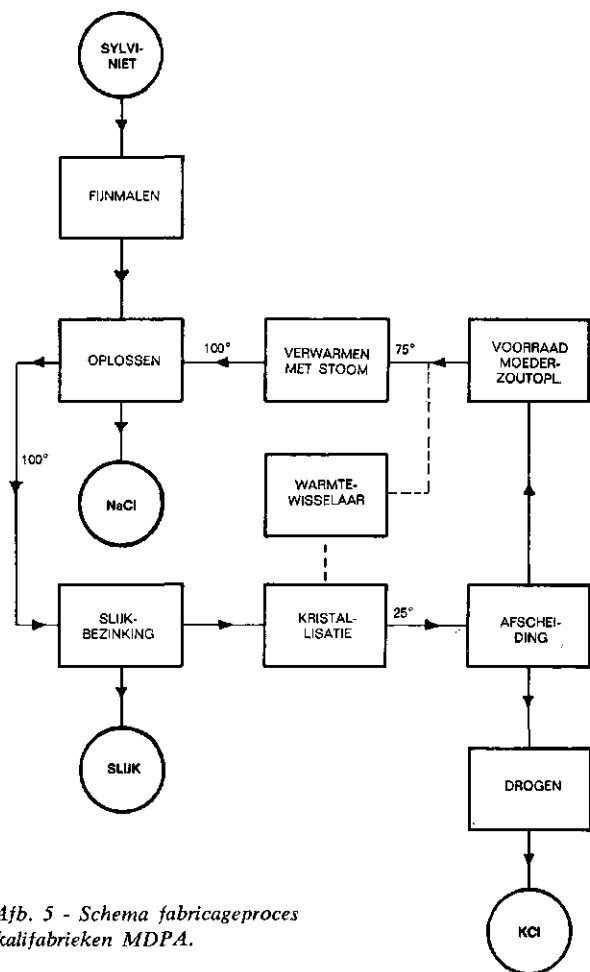 SYLVI-
NIET
FIJNMALEN
OPLOSSEN
100°
VERWARMEN
MET STOOM
75°
VOORRAAD
MOEDER-
ZOUTOPL.
100°
NaCl
WARMTE-
WISSELAAR
SLIJK-
BEZINKING
KRISTAL-
LISATIE
25°
AFSCHEI-
DING
SLIJK
DROGEN
KCl
Afb. 5 - Schema fabricageproces
kalifabrieken MDPA.